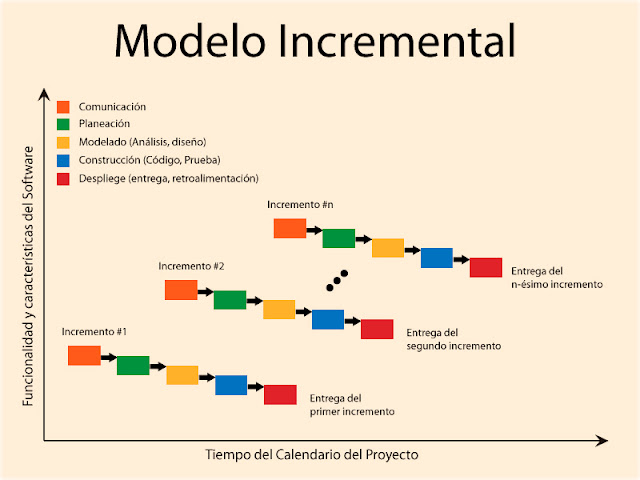 Modelo Incremental
Comunicación
Planeación
Modelado (Análisis, diseño)
Construcción (Código, Prueba)
Despliege (entrega, retroalimentación)
Funcionalidad y características del Software
Incremento #n
Entrega del
n-ésimo incremento
Incremento #2
Entrega del
segundo incremento
Incremento #1
Entrega del
primer incremento
Tiempo del Calendario del Proyecto